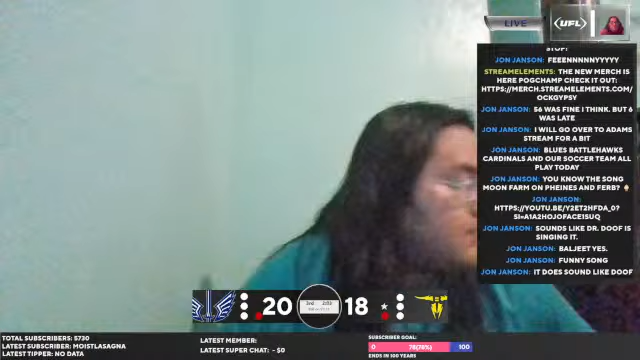 LIVE
UFL
STOP!
JON JANSON: FEEENNNNNYYYYY
STREAMELEMENTS: THE NEW MERCH IS
HERE POGCHAMP CHECK IT OUT:
HTTPS://MERCH.STREAMELEMENTS.COM/
OCKGYPSY
JON JANSON: 56 WAS FINE I THINK. BUT 6
WAS LATE
JON JANSON: I WILL GO OVER TO ADAMS
STREAM FOR A BIT
JON JANSON: BLUES BATTLEHAWKS
CARDINALS AND OUR SOCCER TEAM ALL
PLAY TODAY
JON JANSON: YOU KNOW THE SONG
MOON FARM ON PHEINES AND FERB?
JON JANSON:
HTTPS://YOUTU.BE/Y2ET2HFDA_0?
SI=A1A2HOJOFACE1SUQ
JON JANSON: SOUNDS LIKE DR. DOOF IS
SINGING IT.
JON JANSON: BALJEET YES.
JON JANSON: FUNNY SONG
JON JANSON: IT DOES SOUND LIKE DOOF
20
18
TOTAL SUBSCRIBERS: 5730
LATEST SUBSCRIBER: MOISTLASAGNA
LATEST TIPPER: NO DATA
LATEST MEMBER:
LATEST SUPER CHAT: - $0
SUBSCRIBER GOAL:
0 76(76%) 100
ENDS IN 100 YEARS